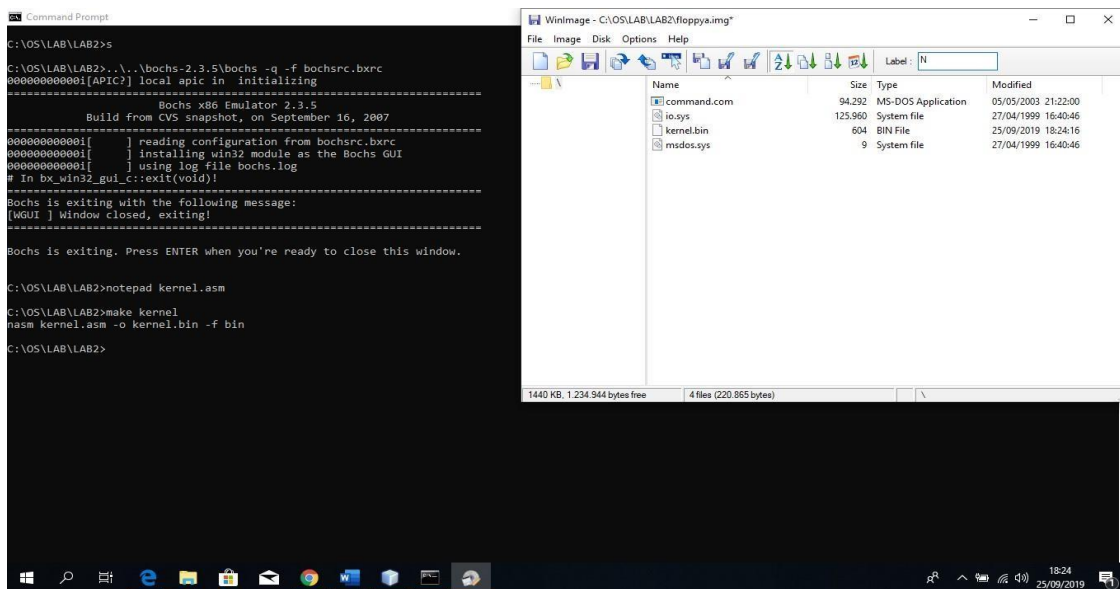 Command Prompt
C:\OS\LAB\LAB2>s
C:\OS\LAB\LAB2>..\..\bochs-2.3.5\bochs -q -f bochsrc.bxrc
00000000000i[APIC?] local apic in  initializing
========================================================================
Bochs x86 Emulator 2.3.5
Build from CVS snapshot, on September 16, 2007
========================================================================
00000000000i[     ] reading configuration from bochsrc.bxrc
00000000000i[     ] installing win32 module as the Bochs GUI
00000000000i[     ] using log file bochs.log
# In bx_win32_gui_c::exit(void)!
========================================================================
Bochs is exiting with the following message:
[WGUI ] Window closed, exiting!
========================================================================
Bochs is exiting. Press ENTER when you're ready to close this window.
C:\OS\LAB\LAB2>notepad kernel.asm
C:\OS\LAB\LAB2>make kernel
nasm kernel.asm -o kernel.bin -f bin
C:\OS\LAB\LAB2>
WinImage - C:\OS\LAB\LAB2\floppya.img*
File Image Disk Options Help
Label : N
\ Name Size Type Modified
command.com 94.292 MS-DOS Application 05/05/2003 21:22:00
io.sys 125.960 System file 27/04/1999 16:40:46
kernel.bin 604 BIN File 25/09/2019 18:24:16
msdos.sys 9 System file 27/04/1999 16:40:46
1440 KB, 1.234.944 bytes free 4 files (220.865 bytes) \
18:24
25/09/2019